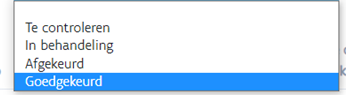 Te controleren
In behandeling
Afgekeurd
Goedgekeurd